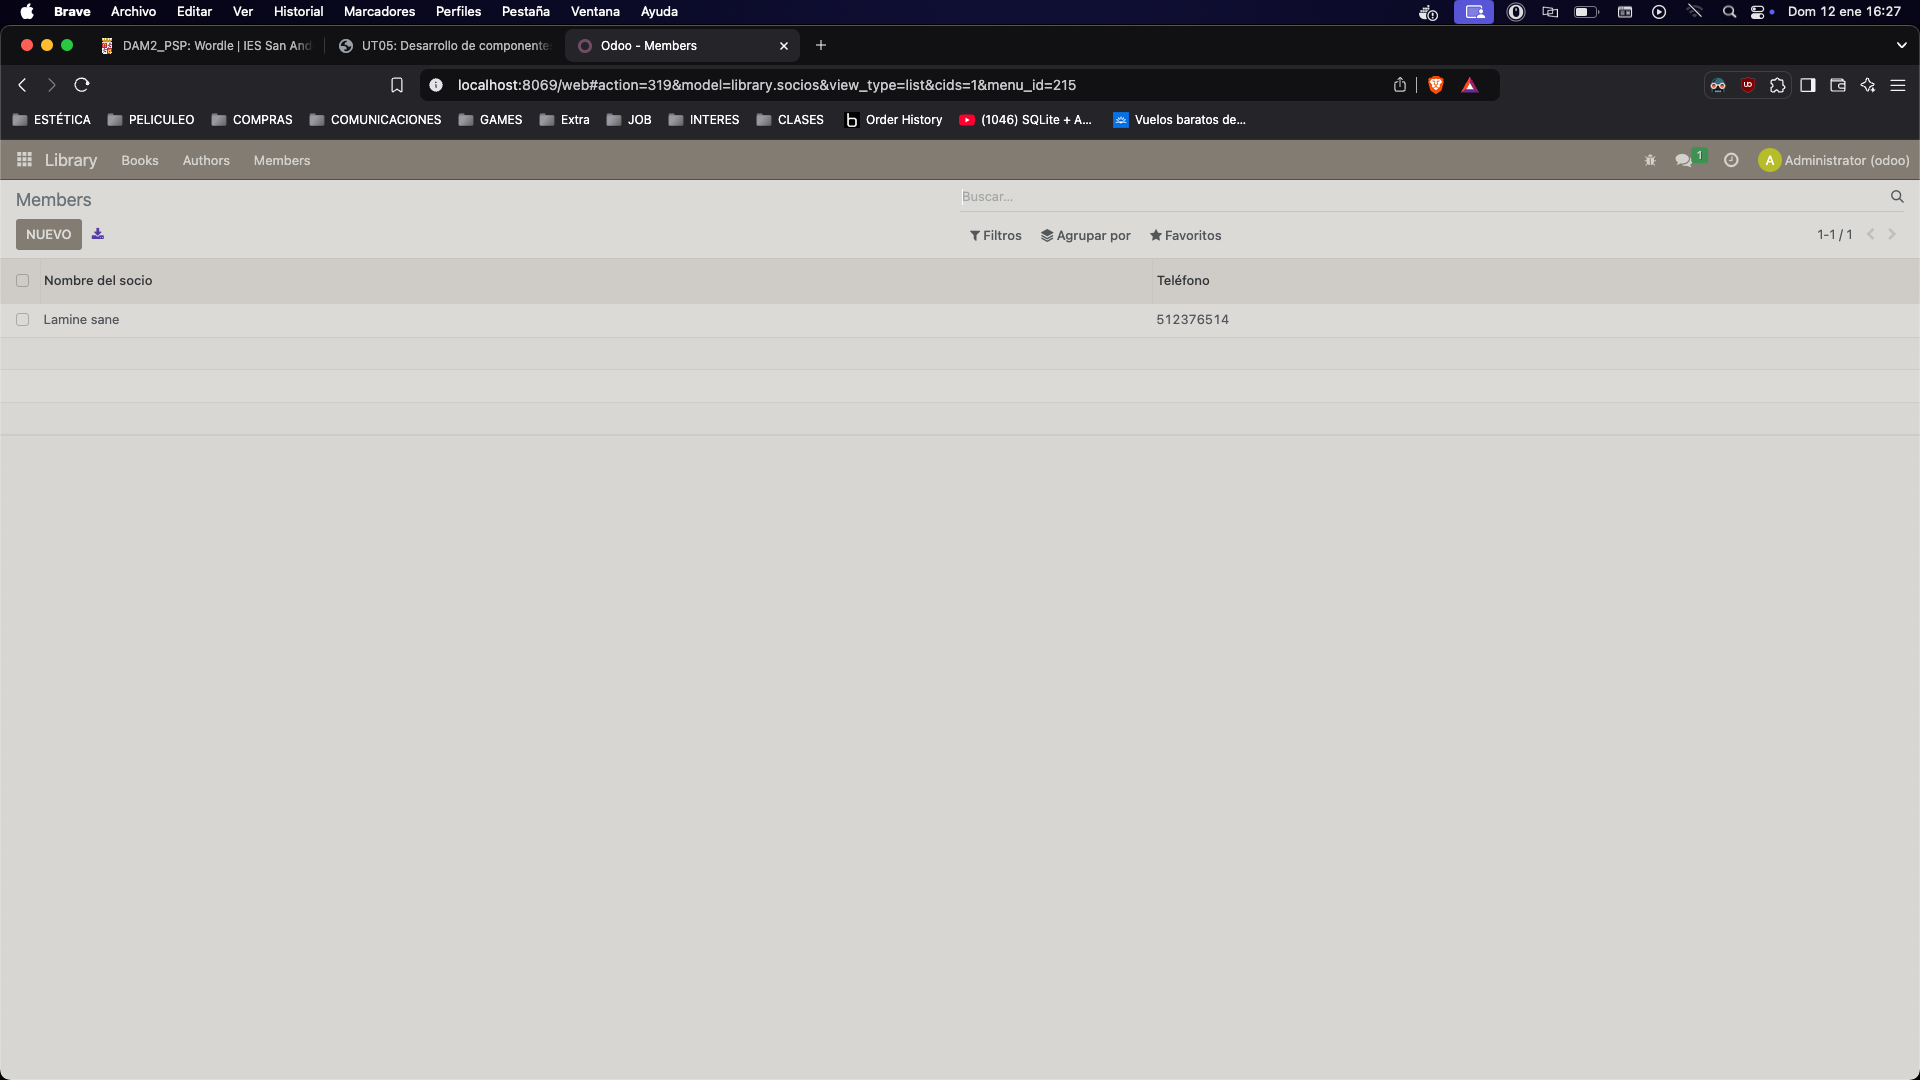 Brave Archivo Editar Ver Historial Marcadores Perfiles Pestaña Ventana Ayuda Dom 12 ene 16:27
DAM2_PSP: Wordle | IES San And UT05: Desarrollo de componente Odoo - Members
localhost:8069/web#action=319&model=library.socios&view_type=list&cids=1&menu_id=215
ESTÉTICA PELICULEO COMPRAS COMUNICACIONES GAMES Extra JOB INTERES CLASES b Order History (1046) SQLite + A... Vuelos baratos de...
Library Books Authors Members 1 A Administrator (odoo)
Members Buscar...
NUEVO Filtros Agrupar por Favoritos 1-1 / 1
Nombre del socio Teléfono
Lamine sane 512376514